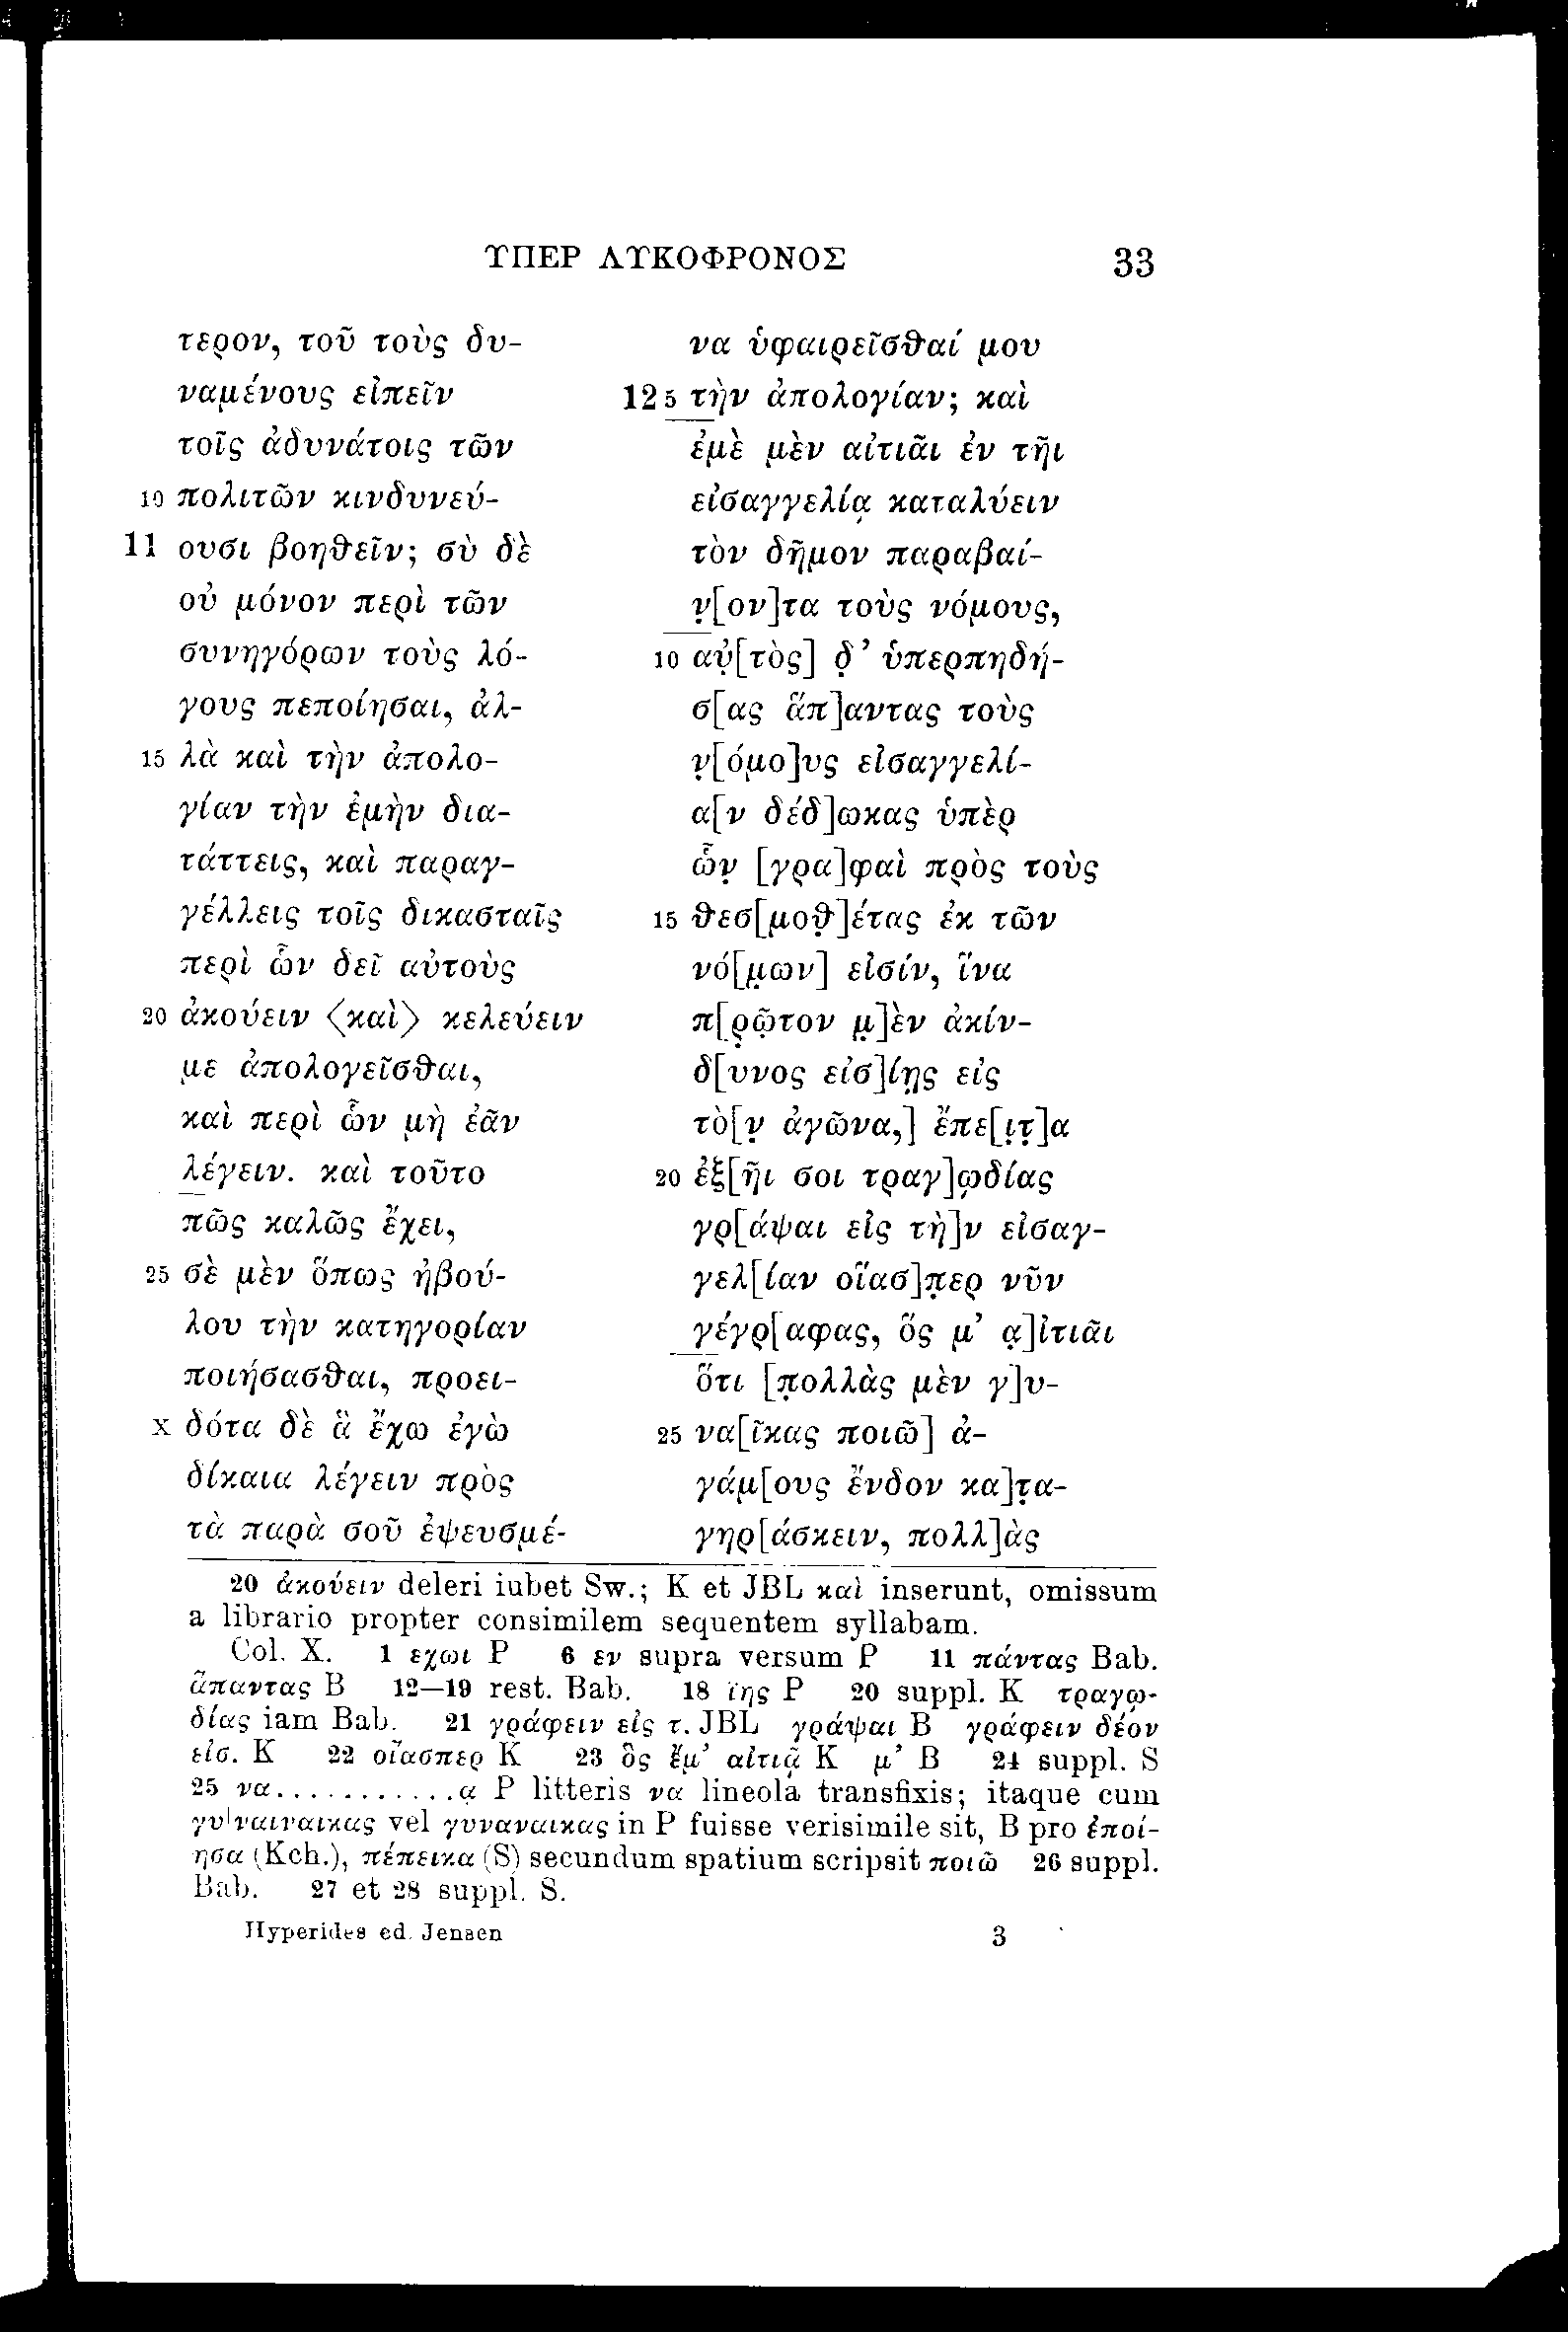 ΥΠΕΡ ΛΥΚΟΦΡΟΝΟΣ 33
τερον, τοῦ τοὺς δυ-
ναμένους εἰπεῖν
τοῖς ἀδυνάτοις τῶν
10 πολιτῶν κινδυνεύ-
11 ουσι βοηθεῖν; σὺ δὲ
οὐ μόνον περὶ τῶν
συνηγόρων τοὺς λό-
γους πεποίησαι, ἀλ-
15 λὰ καὶ τὴν ἀπολο-
γίαν τὴν ἐμὴν δια-
τάττεις, καὶ παραγ-
γέλλεις τοῖς δικασταῖς
περὶ ὧν δεῖ αὐτοὺς
20 ἀκούειν ⟨καὶ⟩ κελεύειν
με ἀπολογεῖσθαι,
καὶ περὶ ὧν μὴ ἐᾶν
λέγειν. καὶ τοῦτο
πῶς καλῶς ἔχει,
25 σὲ μὲν ὅπως ἠβού-
λου τὴν κατηγορίαν
ποιήσασθαι, προει-
X δότα δὲ ἃ ἔχω ἐγὼ
δίκαια λέγειν πρὸς
τὰ παρὰ σοῦ ἐψευσμέ-
να ὑφαιρεῖσθαί μου
12 5 τὴν ἀπολογίαν; καὶ
ἐμὲ μὲν αἰτιᾶι ἐν τῆι
εἰσαγγελίᾳ καταλύειν
τὸν δῆμον παραβαί-
ν̣[ον]τα τοὺς νόμους,
10 αὐ̣[τὸς] δ̣’ ὑπερπηδή-
σ[ας ἅπ]αντας τοὺς
ν̣[όμο]υς εἰσαγγελί-
α[ν δέδ]ωκας ὑπὲρ
ὧν̣ [γρα]φαὶ πρὸς τοὺς
15 θεσ[μοθ̣]έτας ἐκ τῶν
νό[μ̣ων] εἰσίν, ἵνα
π[ρ̣ῶ̣τον μ̣]ὲν ἀκίν-
δ[υνος εἰσ]ίῃς εἰς
τὸ[ν̣ ἀγῶνα,] ἔπε[ι̣τ̣]α
20 ἐξ[ῆι σοι τραγ]ῳδίας
γρ[άψαι εἰς τὴ]ν εἰσαγ-
γελ[ίαν οἵασ]π̣ερ νῦν
γέγρ[αφας, ὅς μ’ α̣]ἰτιᾶι
ὅτι [π̣ολλὰς μὲν γ]υ-
25 να[ῖκας ποιῶ] ἀ-
γάμ[ους ἔνδον κα]τ̣α-
γηρ[άσκειν, πολλ]ὰς
20 ἀκούειν deleri iubet Sw.; K et JBL καὶ inserunt, omissum
a librario propter consimilem sequentem syllabam.
Col. X. 1 εχωι P 6 εν supra versum P 11 πάντας Bab.
ἅπαντας B 12—19 rest. Bab. 18 ϊης P 20 suppl. K τραγῳ-
δίας iam Bab. 21 γράφειν εἰς τ. JBL γράψαι B γράφειν δέον
εἰσ. K 22 οἵασπερ K 23 ὃς ἔμ’ αἰτιᾷ K μ’ B 24 suppl. S
25 να............α̣ P litteris να lineolā transfixis; itaque cum
γυ|ναιναικας vel γυναναικας in P fuisse verisimile sit, B pro ἐποί-
ησα (Kch.), πέπεικα (S) secundum spatium scripsit ποιῶ 26 suppl.
Bab. 27 et 28 suppl. S.
Hyperides ed. Jensen 3